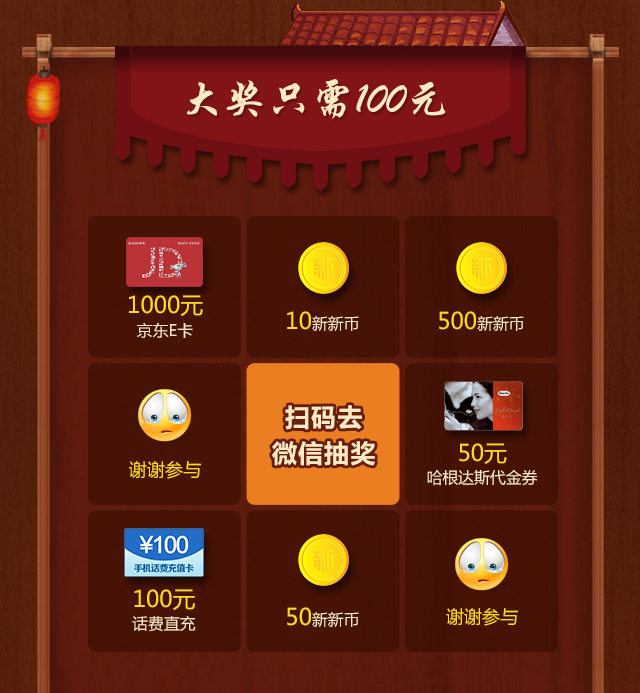 大奖只需100元
JD
1000元
京东E卡
新
10新新币
新
500新新币
谢谢参与
扫码去
微信抽奖
50元
哈根达斯代金券
¥100
手机话费充值卡
100元
话费直充
新
50新新币
谢谢参与